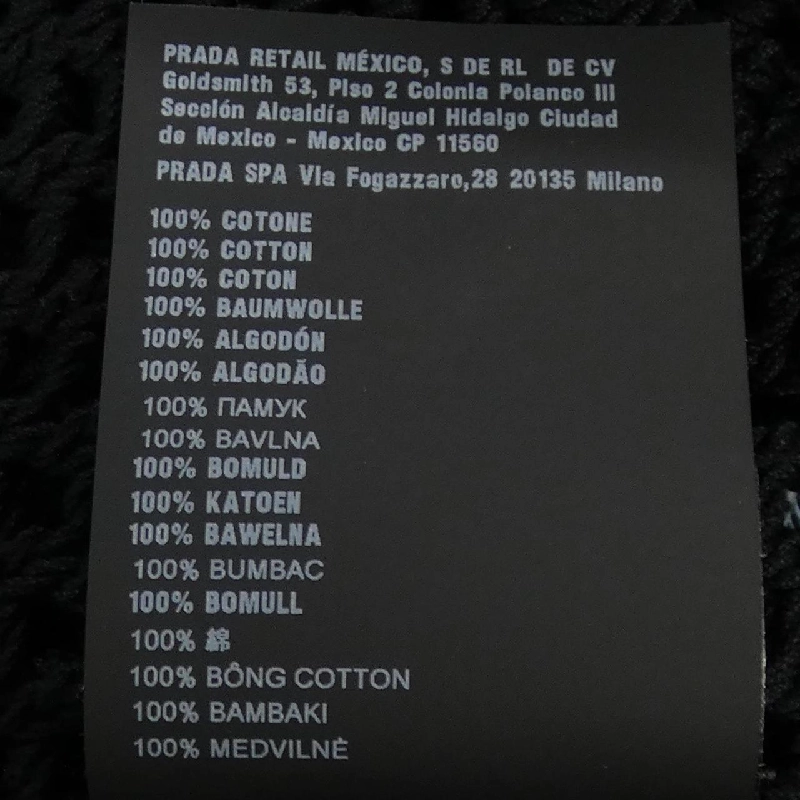 PRADA RETAIL MÉXICO, S DE RL DE CV
Goldsmith 53, Piso 2 Colonia Polanco III
Sección Alcaldía Miguel Hidalgo Ciudad
de Mexico - Mexico CP 11560
PRADA SPA Via Fogazzaro,28 20135 Milano
100% COTONE
100% COTTON
100% COTON
100% BAUMWOLLE
100% ALGODÓN
100% ALGODÃO
100% ПАМУК
100% BAVLNA
100% BOMULD
100% KATOEN
100% BAWELNA
100% BUMBAC
100% BOMULL
100% 綿
100% BÔNG COTTON
100% BAMBAKI
100% MEDVILNĖ